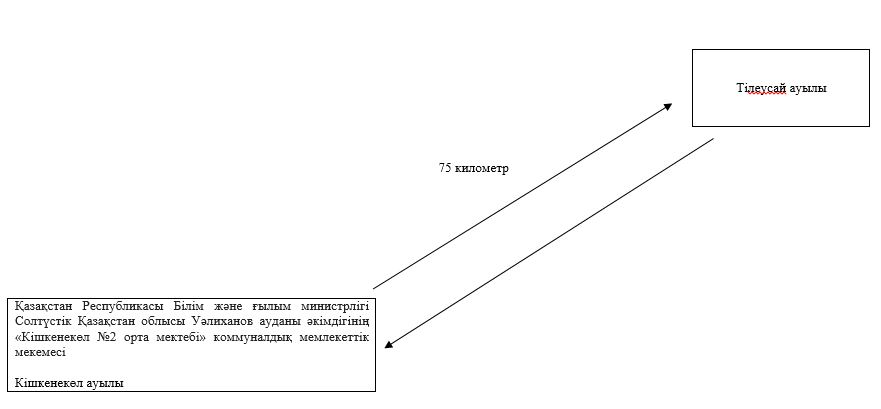 Тілеусай ауылы
75 километр
Қазақстан Республикасы Білім және ғылым министрлігі
Солтүстік Қазақстан облысы Уәлиханов ауданы әкімдігінің
«Кішкенекөл №2 орта мектебі» коммуналдық мемлекеттік
мекемесі
Кішкенекөл ауылы